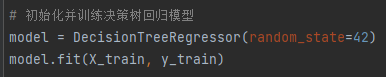 # 初始化并训练决策树回归模型
model = DecisionTreeRegressor(random_state=42)
model.fit(X_train, y_train)